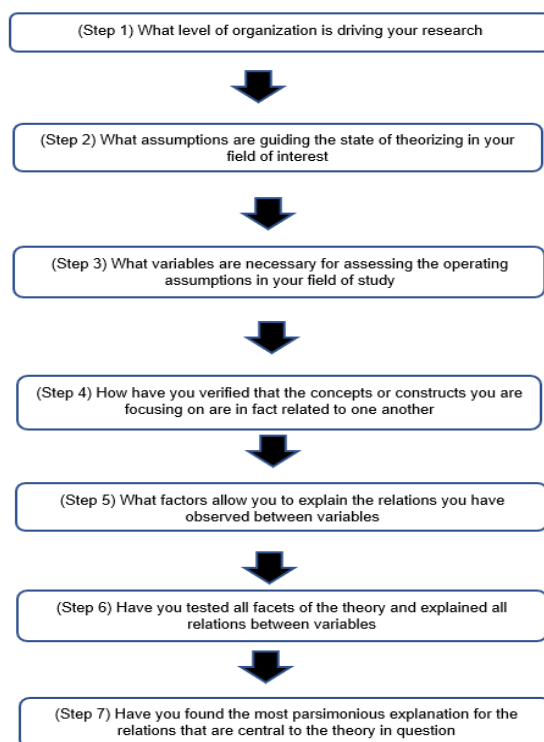 (Step 1) What level of organization is driving your research
(Step 2) What assumptions are guiding the state of theorizing in your
field of interest
(Step 3) What variables are necessary for assessing the operating
assumptions in your field of study
(Step 4) How have you verified that the concepts or constructs you are
focusing on are in fact related to one another
(Step 5) What factors allow you to explain the relations you have
observed between variables
(Step 6) Have you tested all facets of the theory and explained all
relations between variables
(Step 7) Have you found the most parsimonious explanation for the
relations that are central to the theory in question